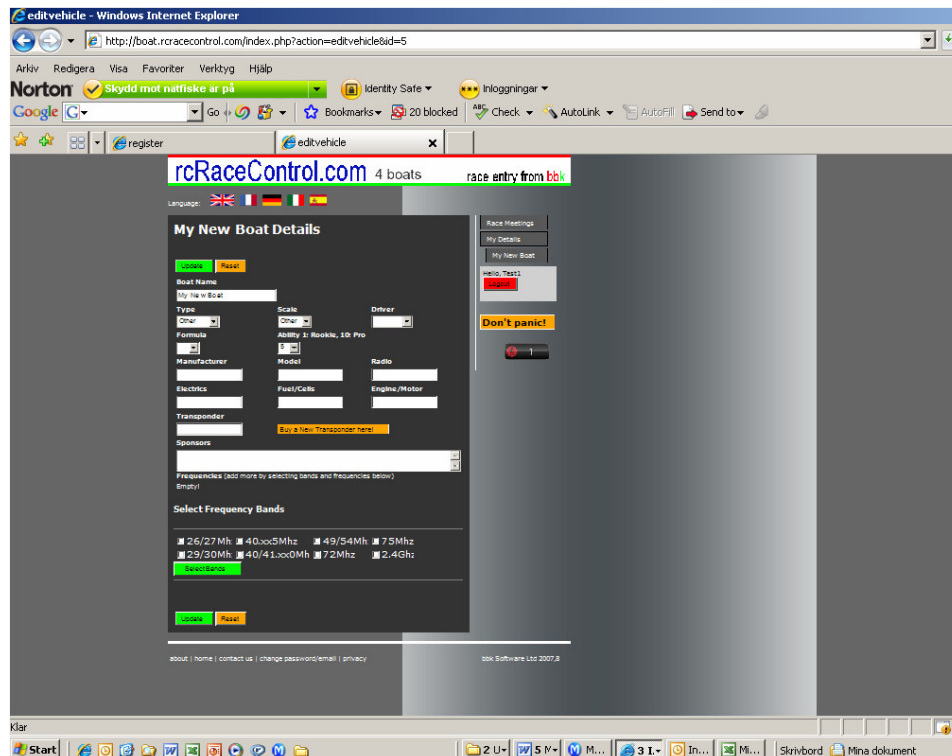 editvehicle - Windows Internet Explorer
http://boat.rcracecontrol.com/index.php?action=editvehicle&id=5
Arkiv Redigera Visa Favoriter Verktyg Hjälp
Norton Skydd mot nätfiske är på Identity Safe Inloggningar
Google G Go Bookmarks 20 blocked ABC Check AutoLink AutoFill Send to
register editvehicle x
rcRaceControl.com 4 boats race entry from bbk
Language:
My New Boat Details
Update Reset
Boat Name
My New Boat
Type Scale Driver
Other Other
Formula Ability 1: Rookie, 10: Pro
5
Manufacturer Model Radio
Electrics Fuel/Cells Engine/Motor
Transponder
Buy a New Transponder here!
Sponsors
Frequencies (add more by selecting bands and frequencies below)
Empty!
Select Frequency Bands
26/27Mh 40.xx5Mhz 49/54Mh 75Mhz
29/30Mh 40/41.xx0Mh 72Mhz 2.4Ghz
Select Bands
Update Reset
Race Meetings
My Details
My New Boat
Hello, Test1
Logout
Don't panic!
1
about | home | contact us | change password/email | privacy bbk Software Ltd 2007,8
Klar
Start 2 U 5 M M... 3 I. In... Mi... Skrivbord Mina dokument